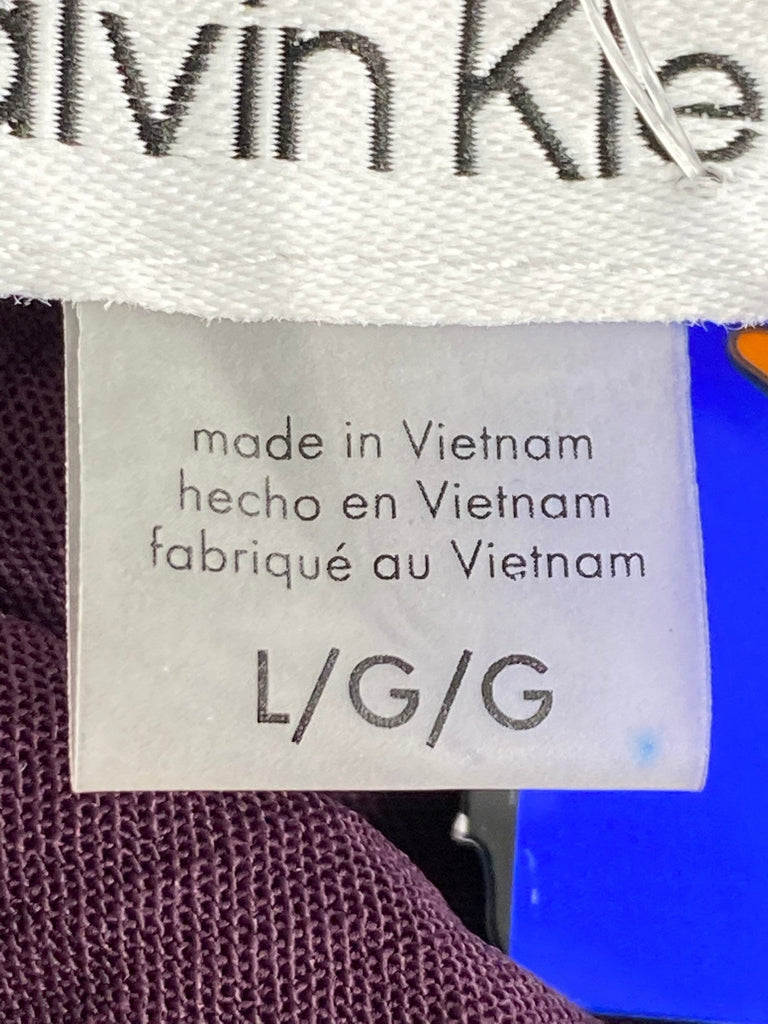 alvin Kle
made in Vietnam
hecho en Vietnam
fabriqué au Vietnam
L/G/G